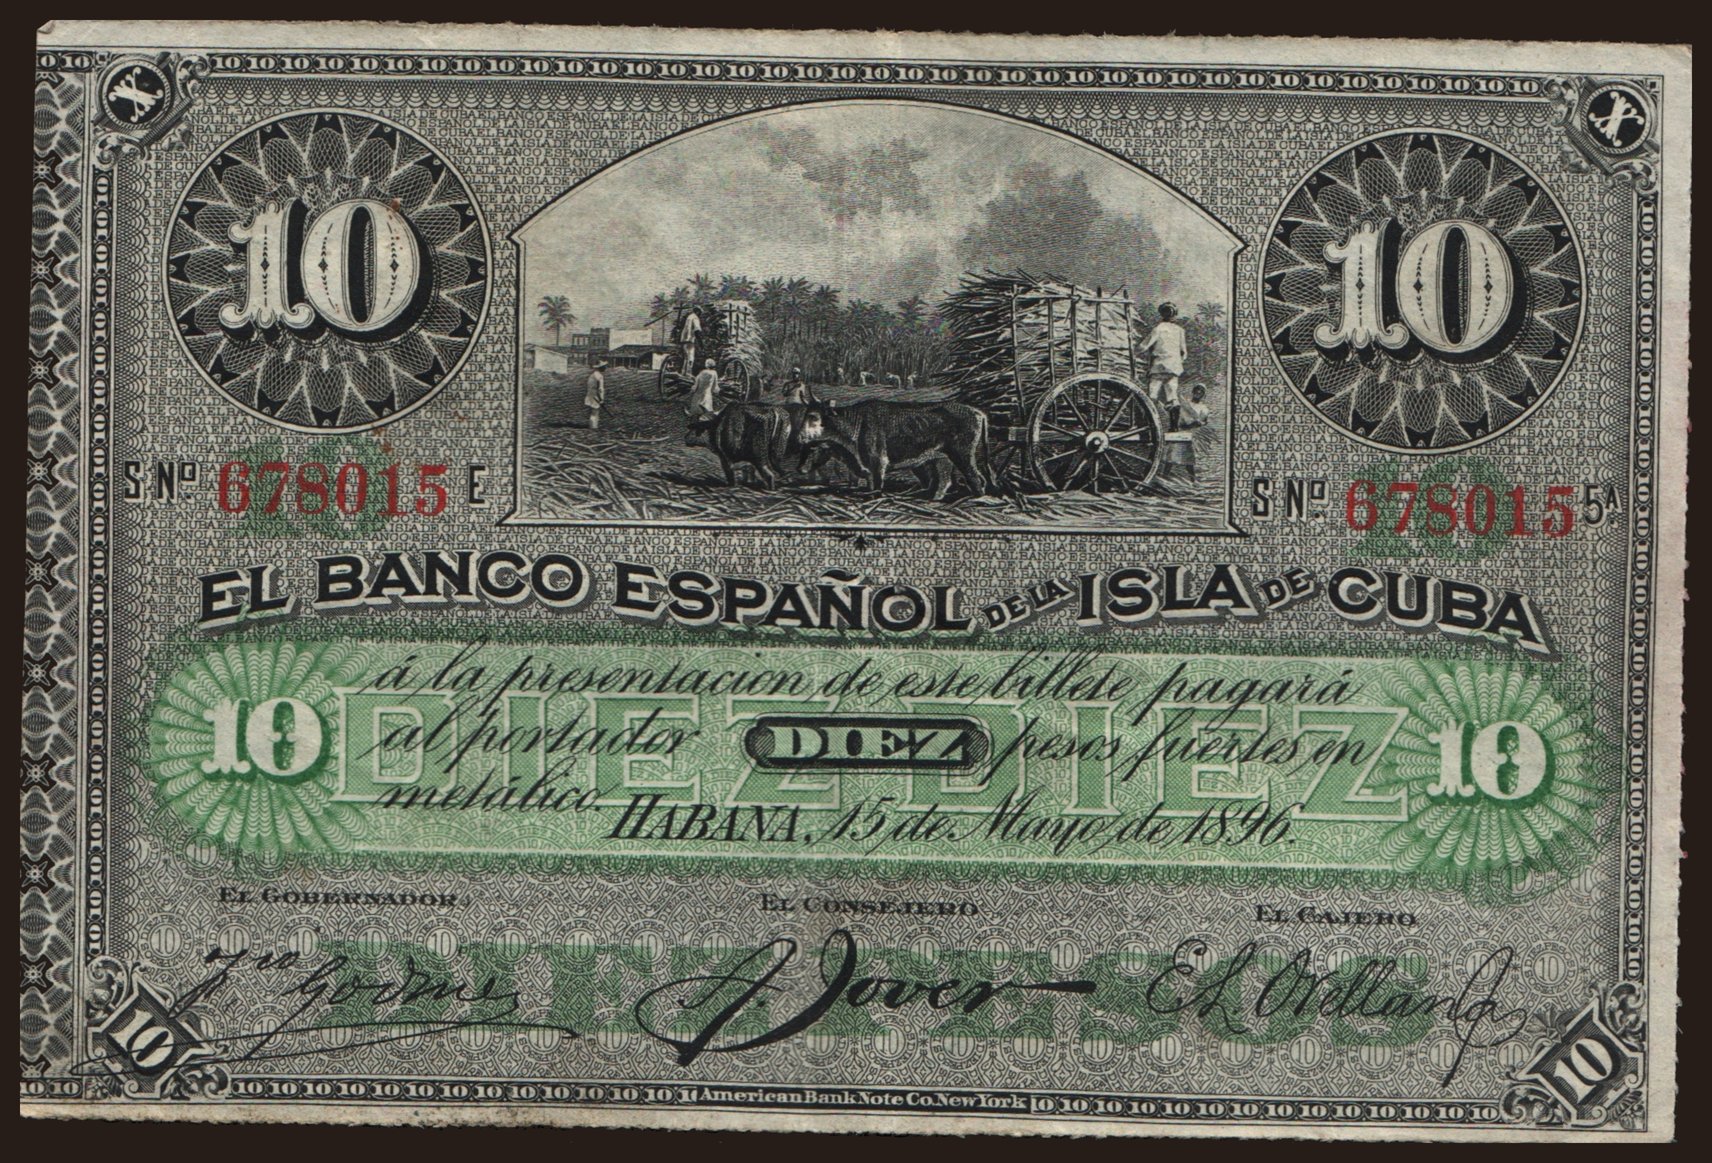 X X
10 10
S. Nº 678015 E
S. Nº 678015 5A
EL BANCO ESPAÑOL DE LA ISLA DE CUBA
á la presentacion de este billete pagará
10 al portador DIEZ pesos fuertes en 10
DIEZ DIEZ
metálico. HABANA, 15 de Mayo de 1896.
EL GOBERNADOR. EL CONSEJERO EL CAJERO
DIEZ PESOS
10 10
American Bank Note Co. New York